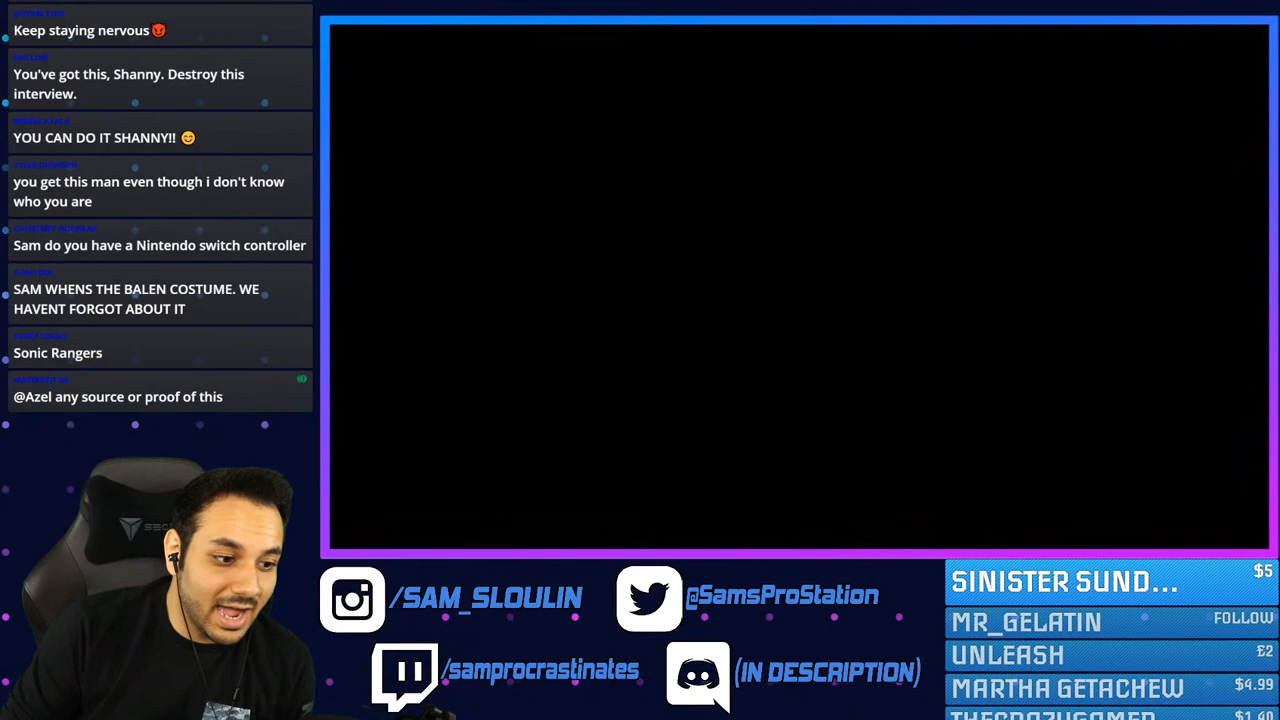 Keep staying nervous😈
You've got this, Shanny. Destroy this
interview.
YOU CAN DO IT SHANNY!! 😊
you get this man even though i don't know
who you are
Sam do you have a Nintendo switch controller
SAM WHENS THE BALEN COSTUME. WE
HAVENT FORGOT ABOUT IT
Sonic Rangers
@Azel any source or proof of this
/SAM_SLOULIN
@SamsProStation
/samprocrastinates
(IN DESCRIPTION)
SINISTER SUND... $5
MR_GELATIN FOLLOW
UNLEASH £2
MARTHA GETACHEW $4.99